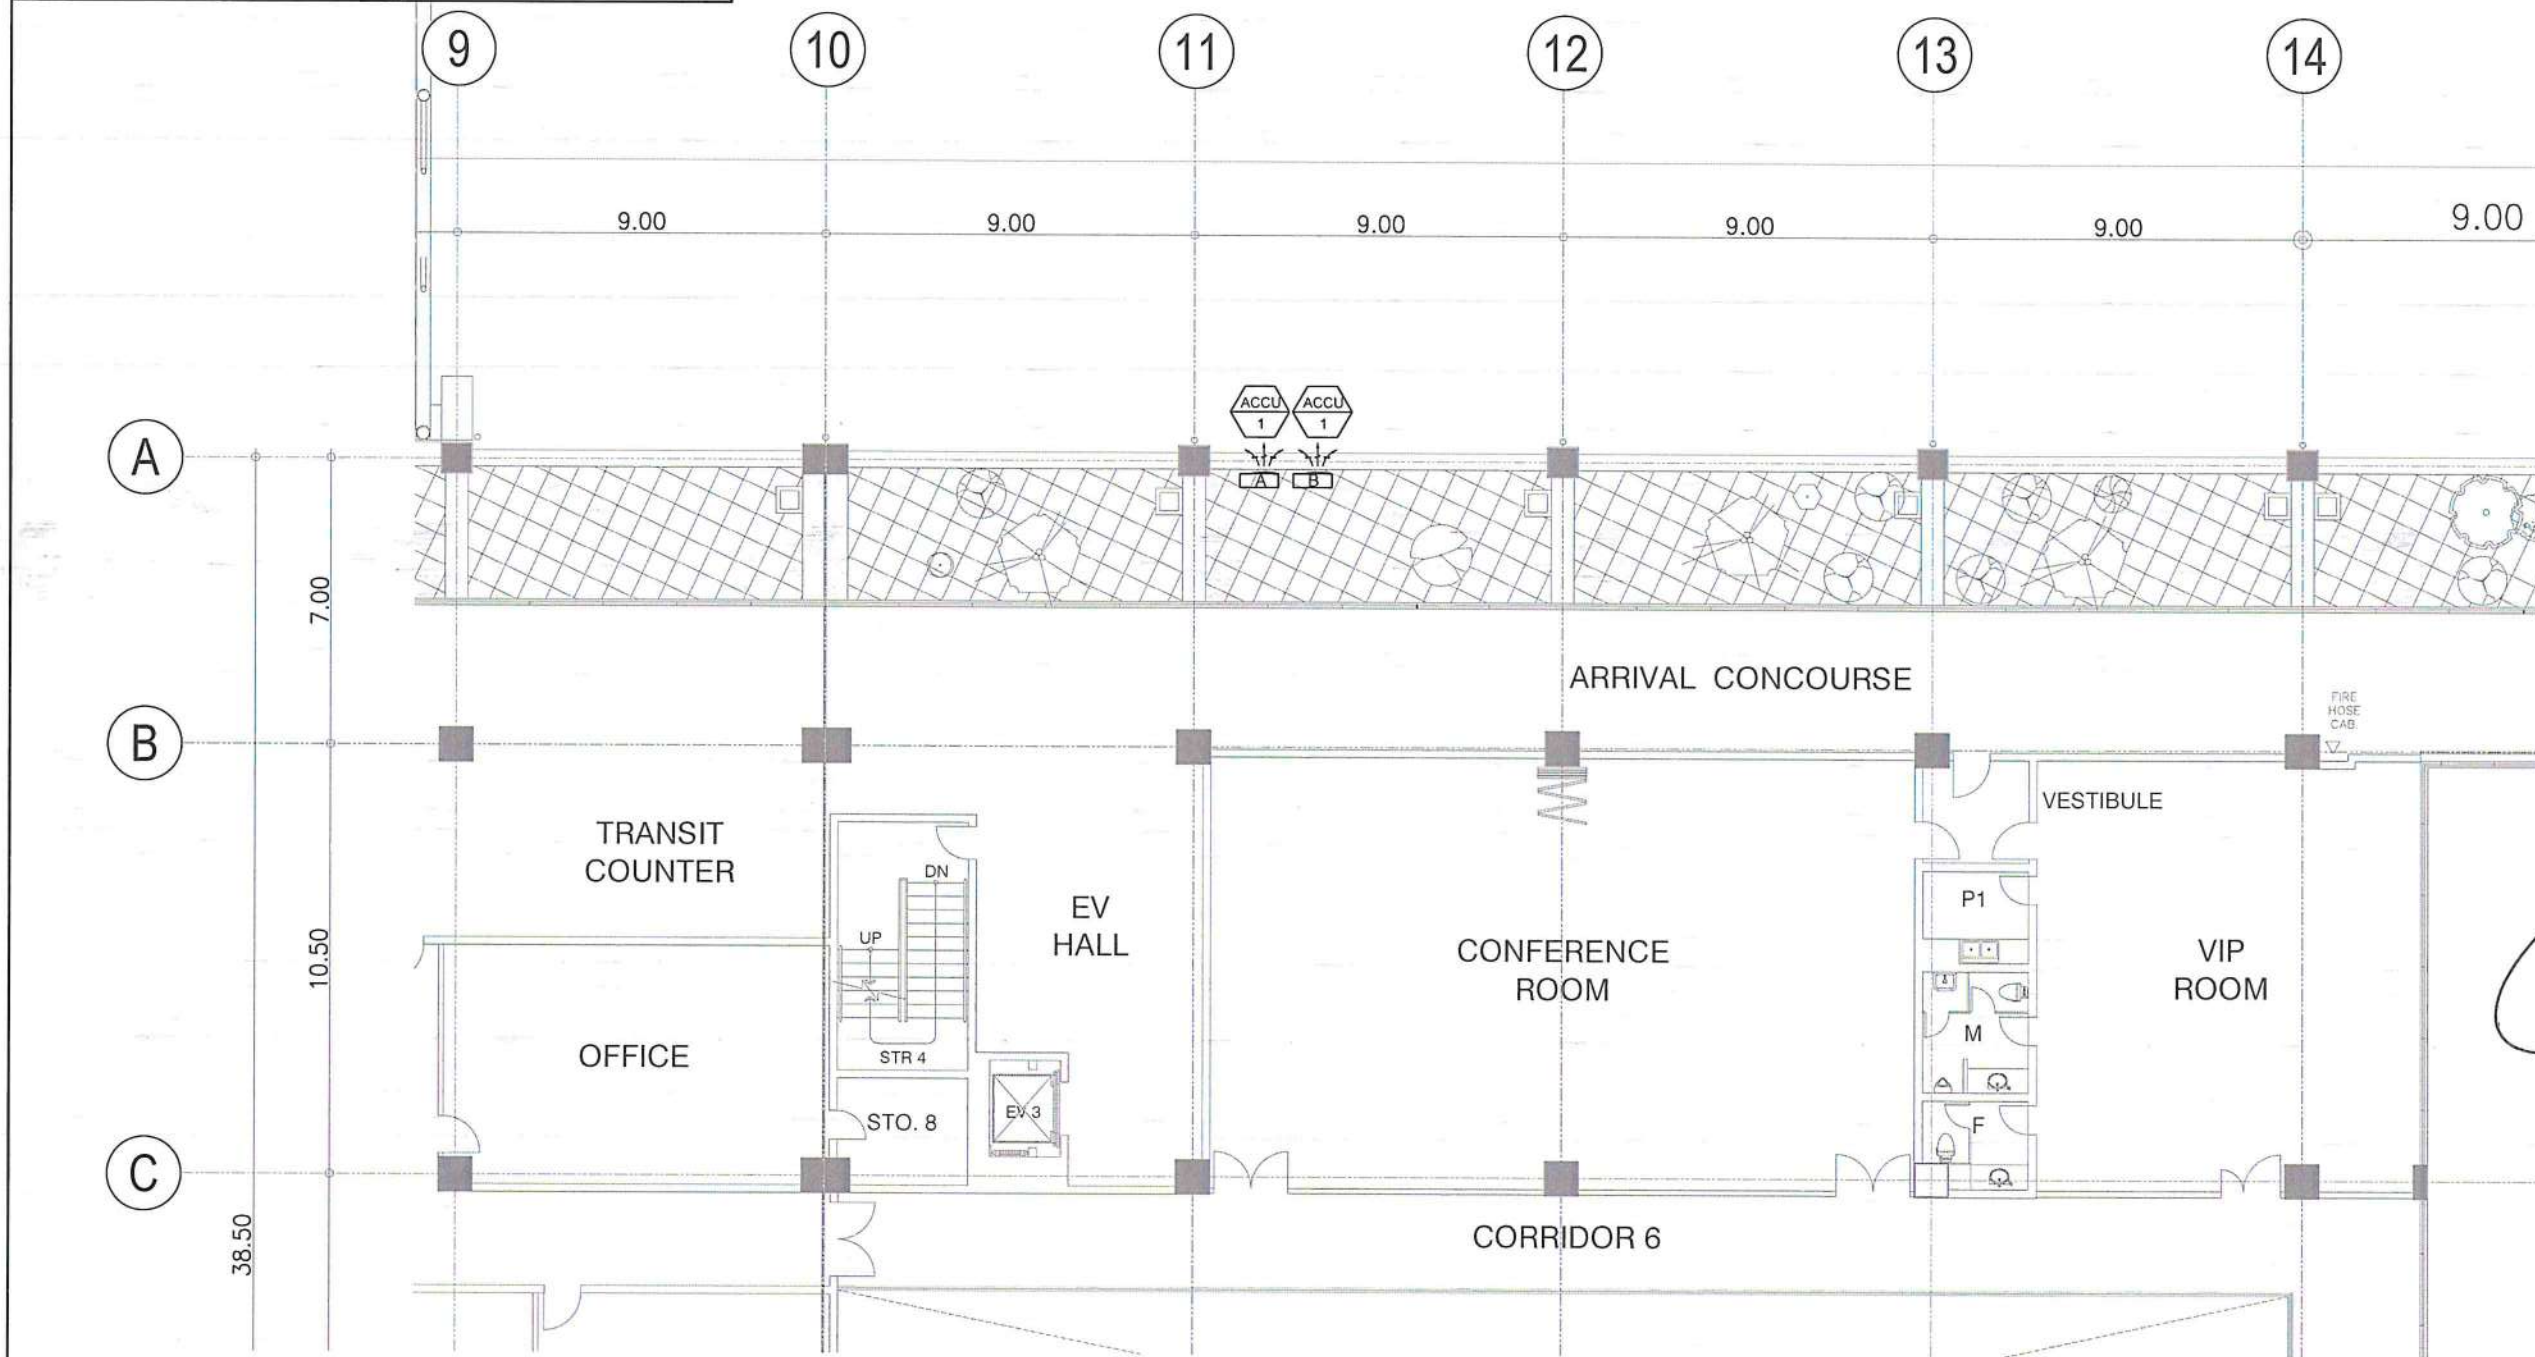 9
10
11
12
13
14
9.00
9.00
9.00
9.00
9.00
9.00
ACCU
1
ACCU
1
A
A
B
7.00
ARRIVAL CONCOURSE
FIRE
HOSE
CAB.
B
VESTIBULE
TRANSIT
COUNTER
DN
P1
EV
HALL
UP
10.50
CONFERENCE
ROOM
VIP
ROOM
M
OFFICE
STR 4
EV 3
STO. 8
F
C
38.50
CORRIDOR 6